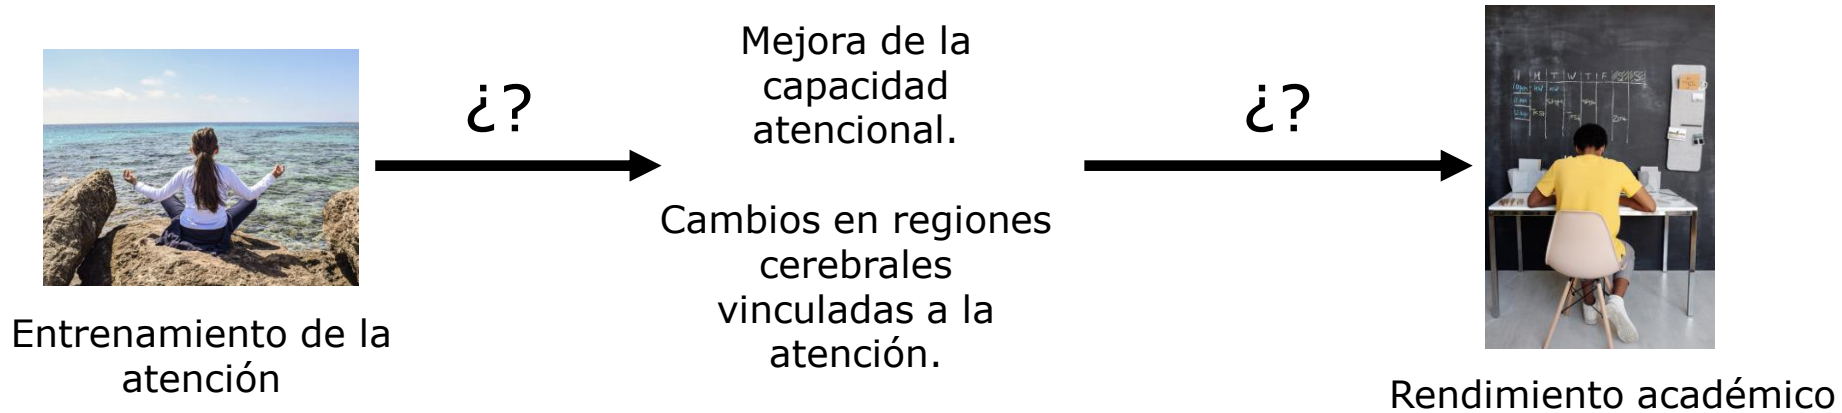 Entrenamiento de la
atención
¿?
Mejora de la
capacidad
atencional.
Cambios en regiones
cerebrales
vinculadas a la
atención.
¿?
M T W T F
Rendimiento académico